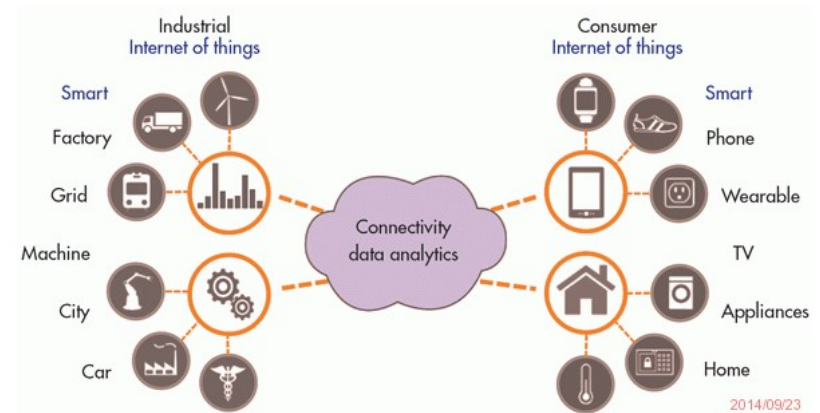 Industrial
Internet of things
Consumer
Internet of things
Smart
Factory
Grid
Machine
City
Car
Connectivity
data analytics
Smart
Phone
Wearable
TV
Appliances
Home
2014/09/23